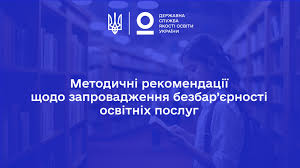 ДЕРЖАВНА
СЛУЖБА
ЯКОСТІ ОСВІТИ
УКРАЇНИ
Методичні рекомендації
щодо запровадження безбар'єрності
освітніх послуг